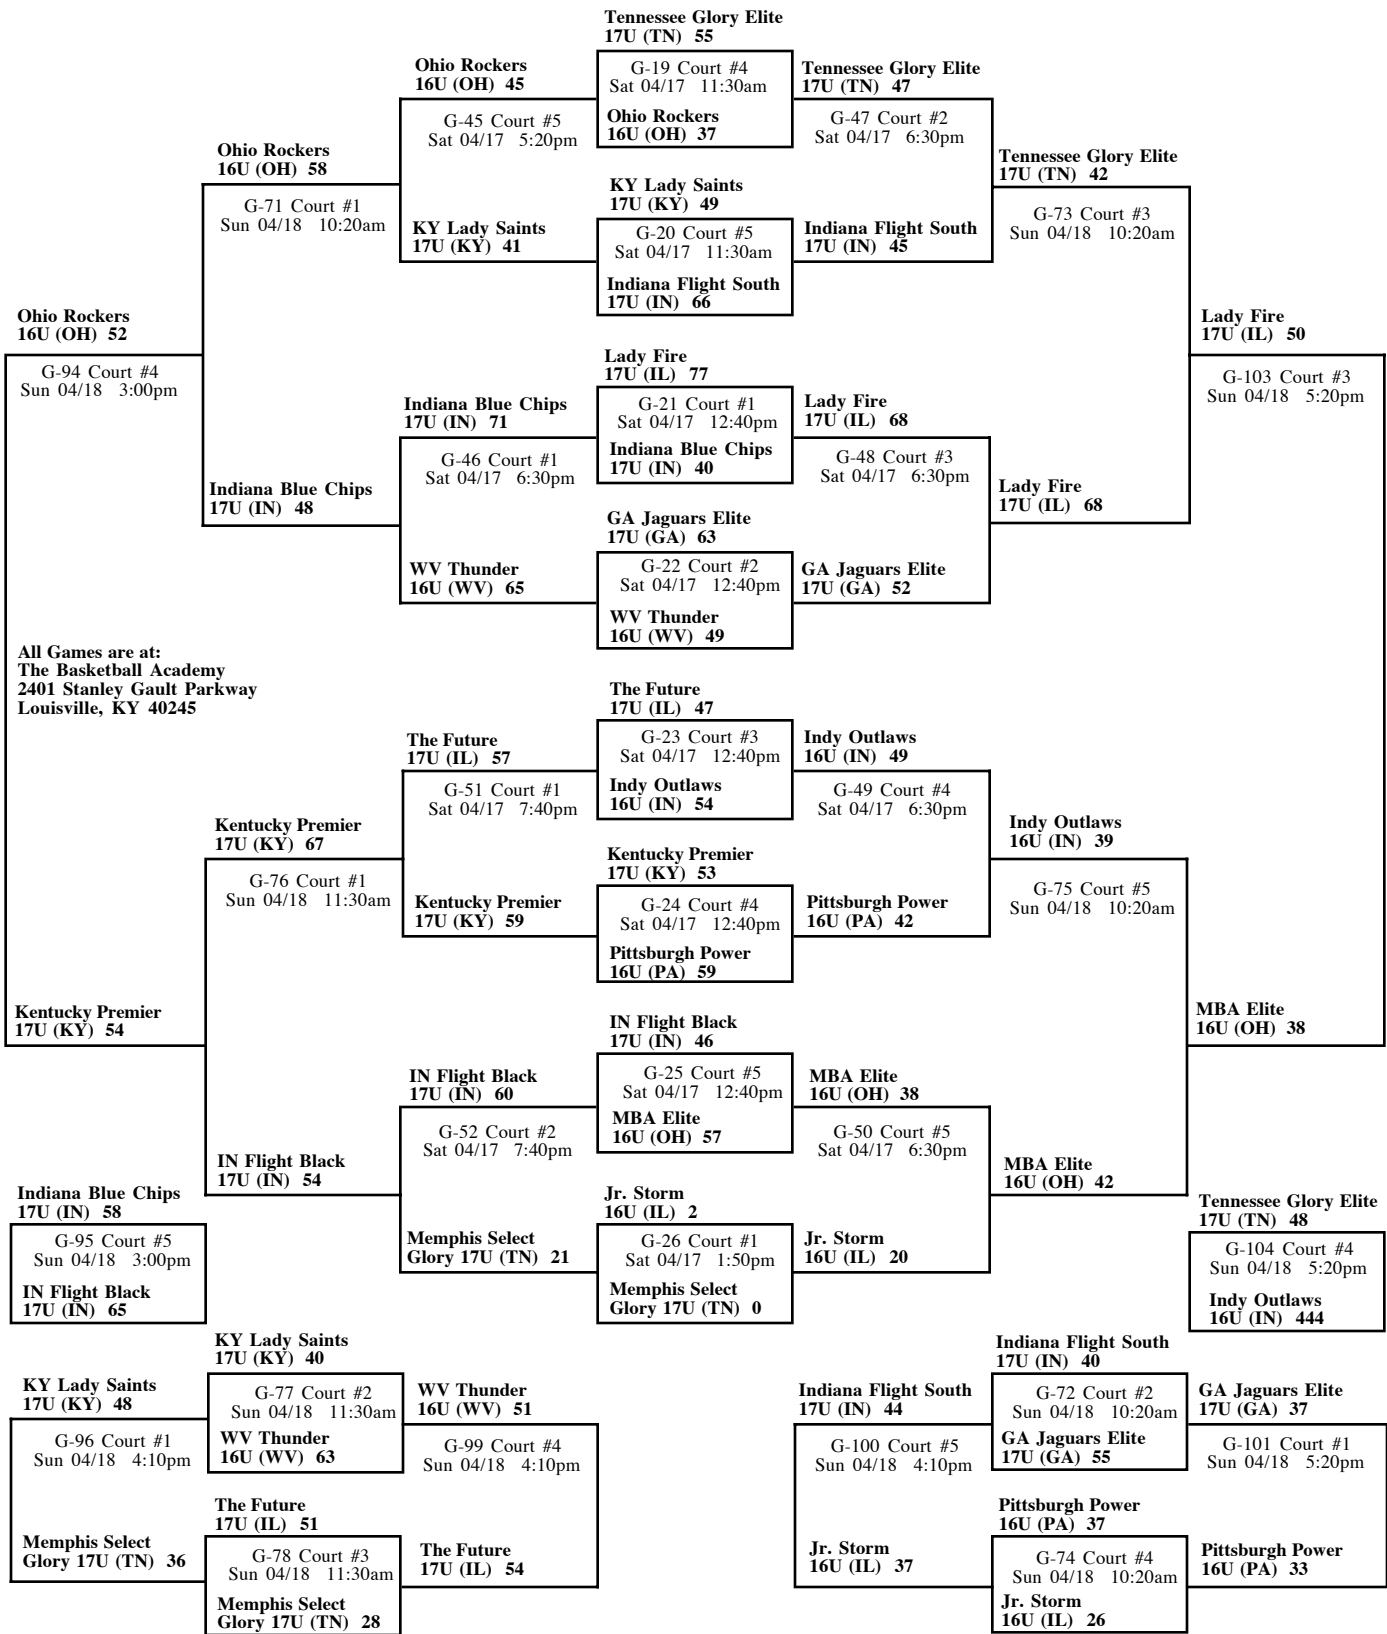 Tennessee Glory Elite
17U (TN) 55
G-19 Court #4
Sat 04/17 11:30am
Ohio Rockers
16U (OH) 37
Ohio Rockers
16U (OH) 45
G-45 Court #5
Sat 04/17 5:20pm
KY Lady Saints
17U (KY) 41
Tennessee Glory Elite
17U (TN) 47
G-47 Court #2
Sat 04/17 6:30pm
Indiana Flight South
17U (IN) 45
Ohio Rockers
16U (OH) 58
G-71 Court #1
Sun 04/18 10:20am
Indiana Blue Chips
17U (IN) 48
KY Lady Saints
17U (KY) 49
G-20 Court #5
Sat 04/17 11:30am
Indiana Flight South
17U (IN) 66
Tennessee Glory Elite
17U (TN) 42
G-73 Court #3
Sun 04/18 10:20am
Lady Fire
17U (IL) 68
Ohio Rockers
16U (OH) 52
G-94 Court #4
Sun 04/18 3:00pm
Kentucky Premier
17U (KY) 54
Lady Fire
17U (IL) 50
G-103 Court #3
Sun 04/18 5:20pm
MBA Elite
16U (OH) 38
Lady Fire
17U (IL) 77
G-21 Court #1
Sat 04/17 12:40pm
Indiana Blue Chips
17U (IN) 40
Indiana Blue Chips
17U (IN) 71
G-46 Court #1
Sat 04/17 6:30pm
WV Thunder
16U (WV) 65
Lady Fire
17U (IL) 68
G-48 Court #3
Sat 04/17 6:30pm
GA Jaguars Elite
17U (GA) 52
GA Jaguars Elite
17U (GA) 63
G-22 Court #2
Sat 04/17 12:40pm
WV Thunder
16U (WV) 49
All Games are at:
The Basketball Academy
2401 Stanley Gault Parkway
Louisville, KY 40245
The Future
17U (IL) 47
G-23 Court #3
Sat 04/17 12:40pm
Indy Outlaws
16U (IN) 54
The Future
17U (IL) 57
G-51 Court #1
Sat 04/17 7:40pm
Kentucky Premier
17U (KY) 59
Indy Outlaws
16U (IN) 49
G-49 Court #4
Sat 04/17 6:30pm
Pittsburgh Power
16U (PA) 42
Kentucky Premier
17U (KY) 67
G-76 Court #1
Sun 04/18 11:30am
IN Flight Black
17U (IN) 54
Kentucky Premier
17U (KY) 53
G-24 Court #4
Sat 04/17 12:40pm
Pittsburgh Power
16U (PA) 59
Indy Outlaws
16U (IN) 39
G-75 Court #5
Sun 04/18 10:20am
MBA Elite
16U (OH) 42
IN Flight Black
17U (IN) 46
G-25 Court #5
Sat 04/17 12:40pm
MBA Elite
16U (OH) 57
IN Flight Black
17U (IN) 60
G-52 Court #2
Sat 04/17 7:40pm
Memphis Select
Glory 17U (TN) 21
MBA Elite
16U (OH) 38
G-50 Court #5
Sat 04/17 6:30pm
Jr. Storm
16U (IL) 20
Jr. Storm
16U (IL) 2
G-26 Court #1
Sat 04/17 1:50pm
Memphis Select
Glory 17U (TN) 0
Indiana Blue Chips
17U (IN) 58
G-95 Court #5
Sun 04/18 3:00pm
IN Flight Black
17U (IN) 65
Tennessee Glory Elite
17U (TN) 48
G-104 Court #4
Sun 04/18 5:20pm
Indy Outlaws
16U (IN) 444
KY Lady Saints
17U (KY) 40
G-77 Court #2
Sun 04/18 11:30am
WV Thunder
16U (WV) 63
KY Lady Saints
17U (KY) 48
G-96 Court #1
Sun 04/18 4:10pm
Memphis Select
Glory 17U (TN) 36
WV Thunder
16U (WV) 51
G-99 Court #4
Sun 04/18 4:10pm
The Future
17U (IL) 54
The Future
17U (IL) 51
G-78 Court #3
Sun 04/18 11:30am
Memphis Select
Glory 17U (TN) 28
Indiana Flight South
17U (IN) 40
G-72 Court #2
Sun 04/18 10:20am
GA Jaguars Elite
17U (GA) 55
Indiana Flight South
17U (IN) 44
G-100 Court #5
Sun 04/18 4:10pm
Jr. Storm
16U (IL) 37
GA Jaguars Elite
17U (GA) 37
G-101 Court #1
Sun 04/18 5:20pm
Pittsburgh Power
16U (PA) 33
Pittsburgh Power
16U (PA) 37
G-74 Court #4
Sun 04/18 10:20am
Jr. Storm
16U (IL) 26